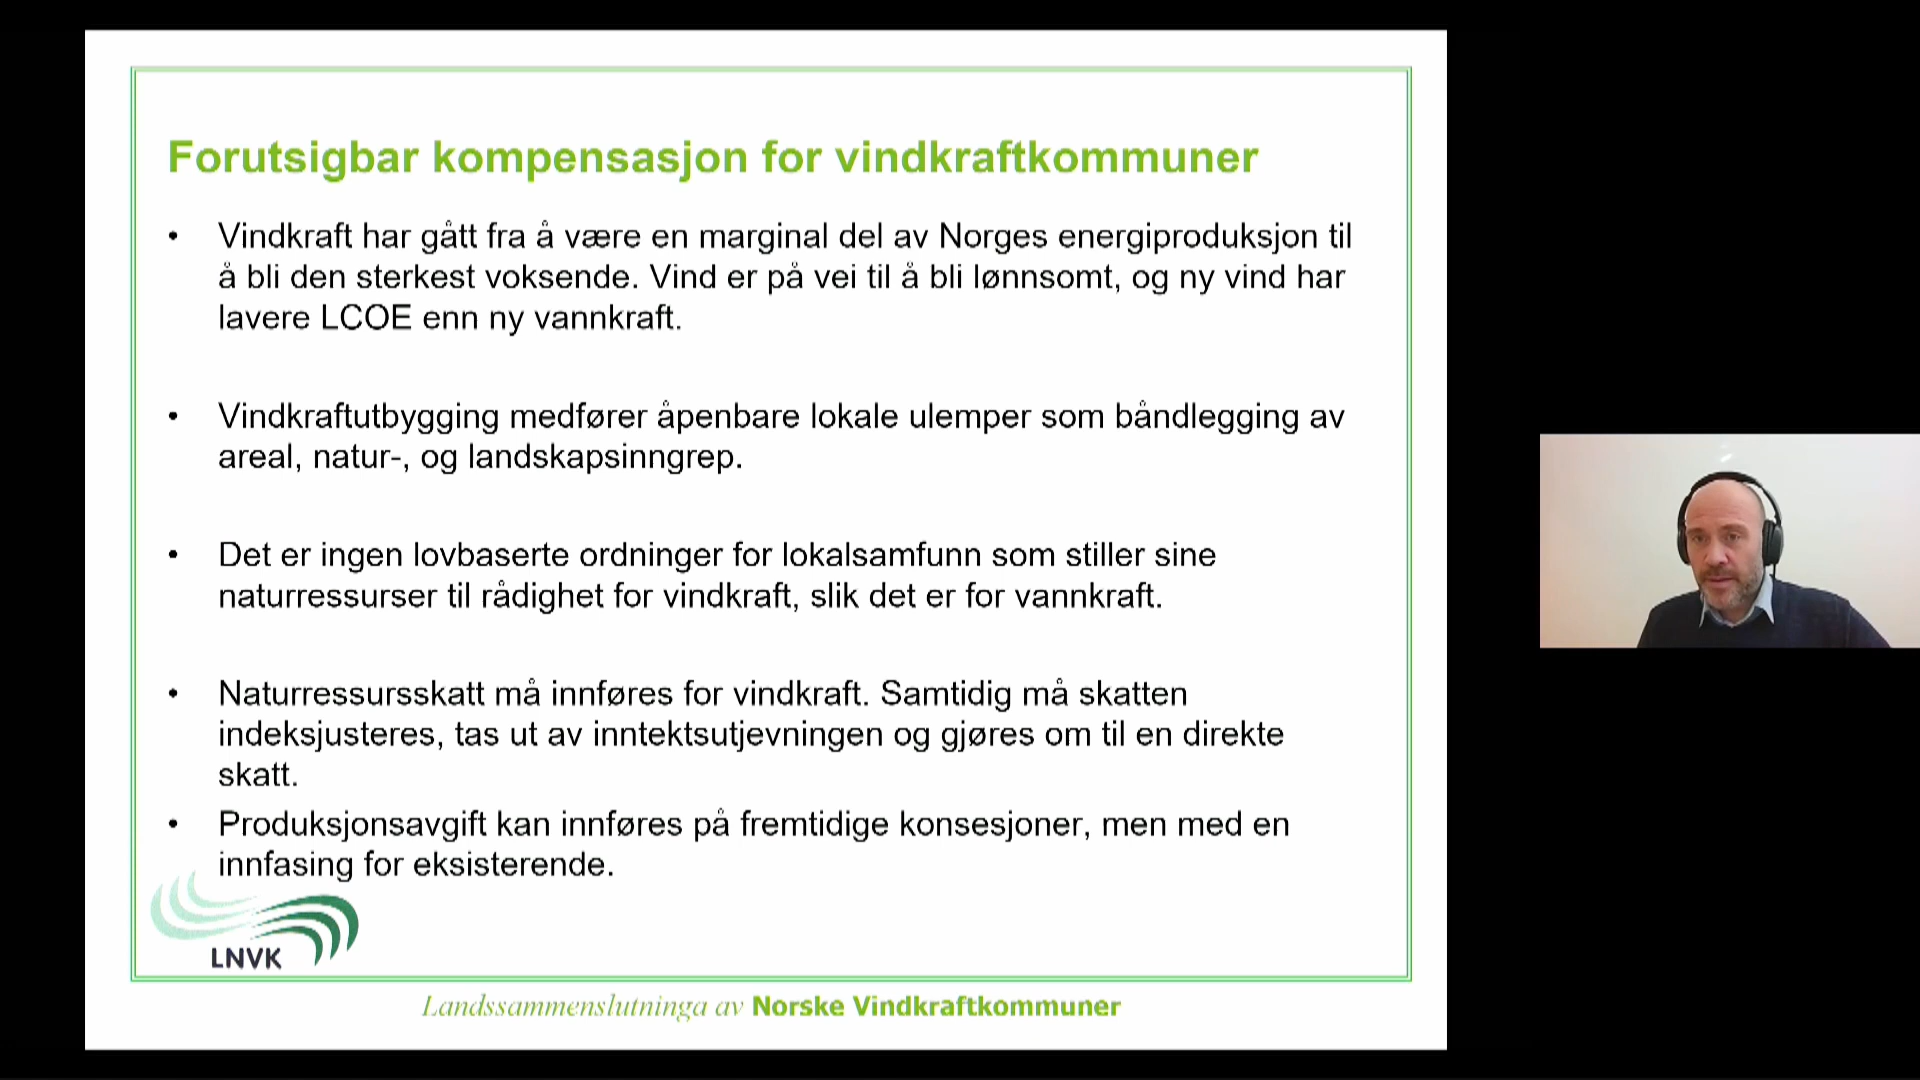 Forutsigbar kompensasjon for vindkraftkommuner
• Vindkraft har gått fra å være en marginal del av Norges energiproduksjon til
å bli den sterkest voksende. Vind er på vei til å bli lønnsomt, og ny vind har
lavere LCOE enn ny vannkraft.
• Vindkraftutbygging medfører åpenbare lokale ulemper som båndlegging av
areal, natur-, og landskapsinngrep.
• Det er ingen lovbaserte ordninger for lokalsamfunn som stiller sine
naturressurser til rådighet for vindkraft, slik det er for vannkraft.
• Naturressursskatt må innføres for vindkraft. Samtidig må skatten
indeksjusteres, tas ut av inntektsutjevningen og gjøres om til en direkte
skatt.
• Produksjonsavgift kan innføres på fremtidige konsesjoner, men med en
innfasing for eksisterende.
LNVK
Landssammenslutninga av Norske Vindkraftkommuner